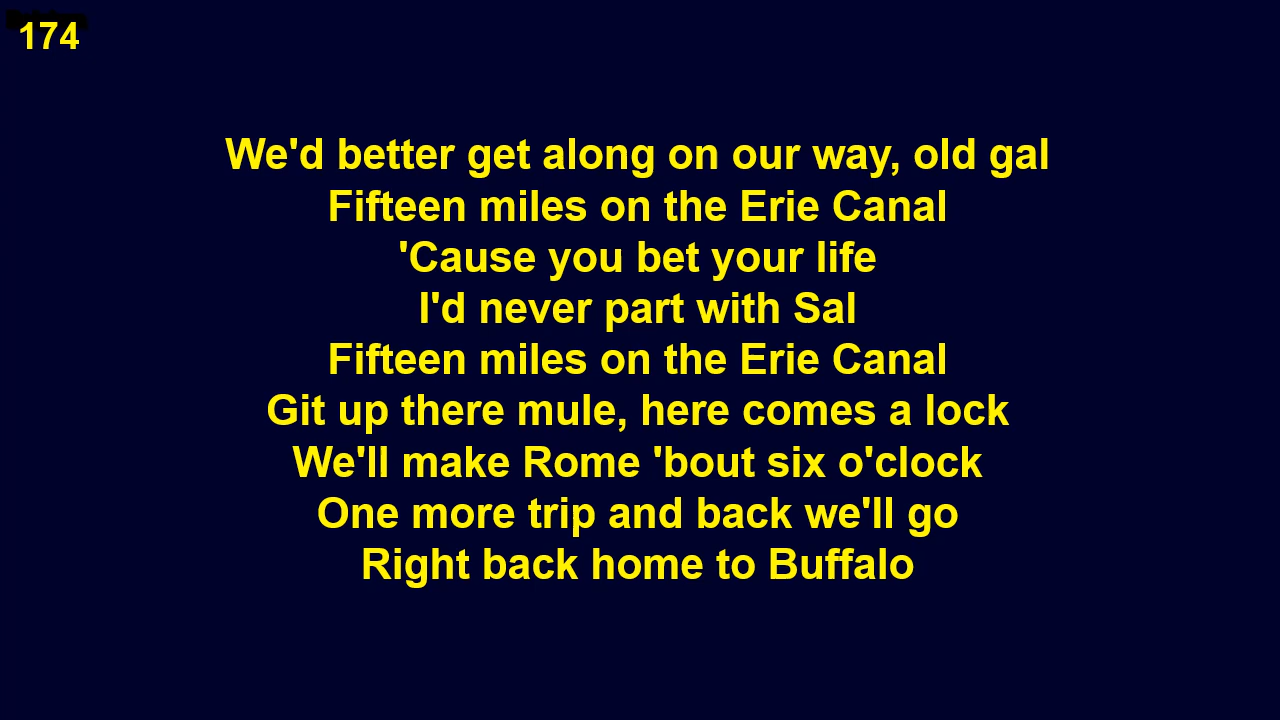 174
We'd better get along on our way, old gal
Fifteen miles on the Erie Canal
'Cause you bet your life
I'd never part with Sal
Fifteen miles on the Erie Canal
Git up there mule, here comes a lock
We'll make Rome 'bout six o'clock
One more trip and back we'll go
Right back home to Buffalo